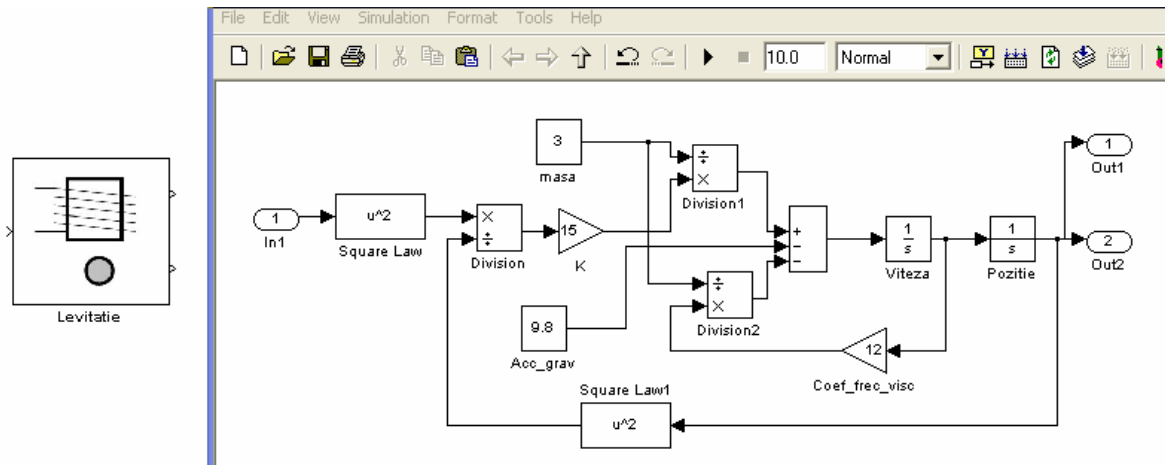 File Edit View Simulation Format Tools Help
10.0 Normal
Levitatie
1
In1
u^2
Square Law
×
÷
Division
15
K
3
masa
÷
×
Division1
9.8
Acc_grav
÷
×
Division2
+
−
−
1
s
Viteza
1
s
Pozitie
1
Out1
2
Out2
12
Coef_frec_visc
Square Law1
u^2